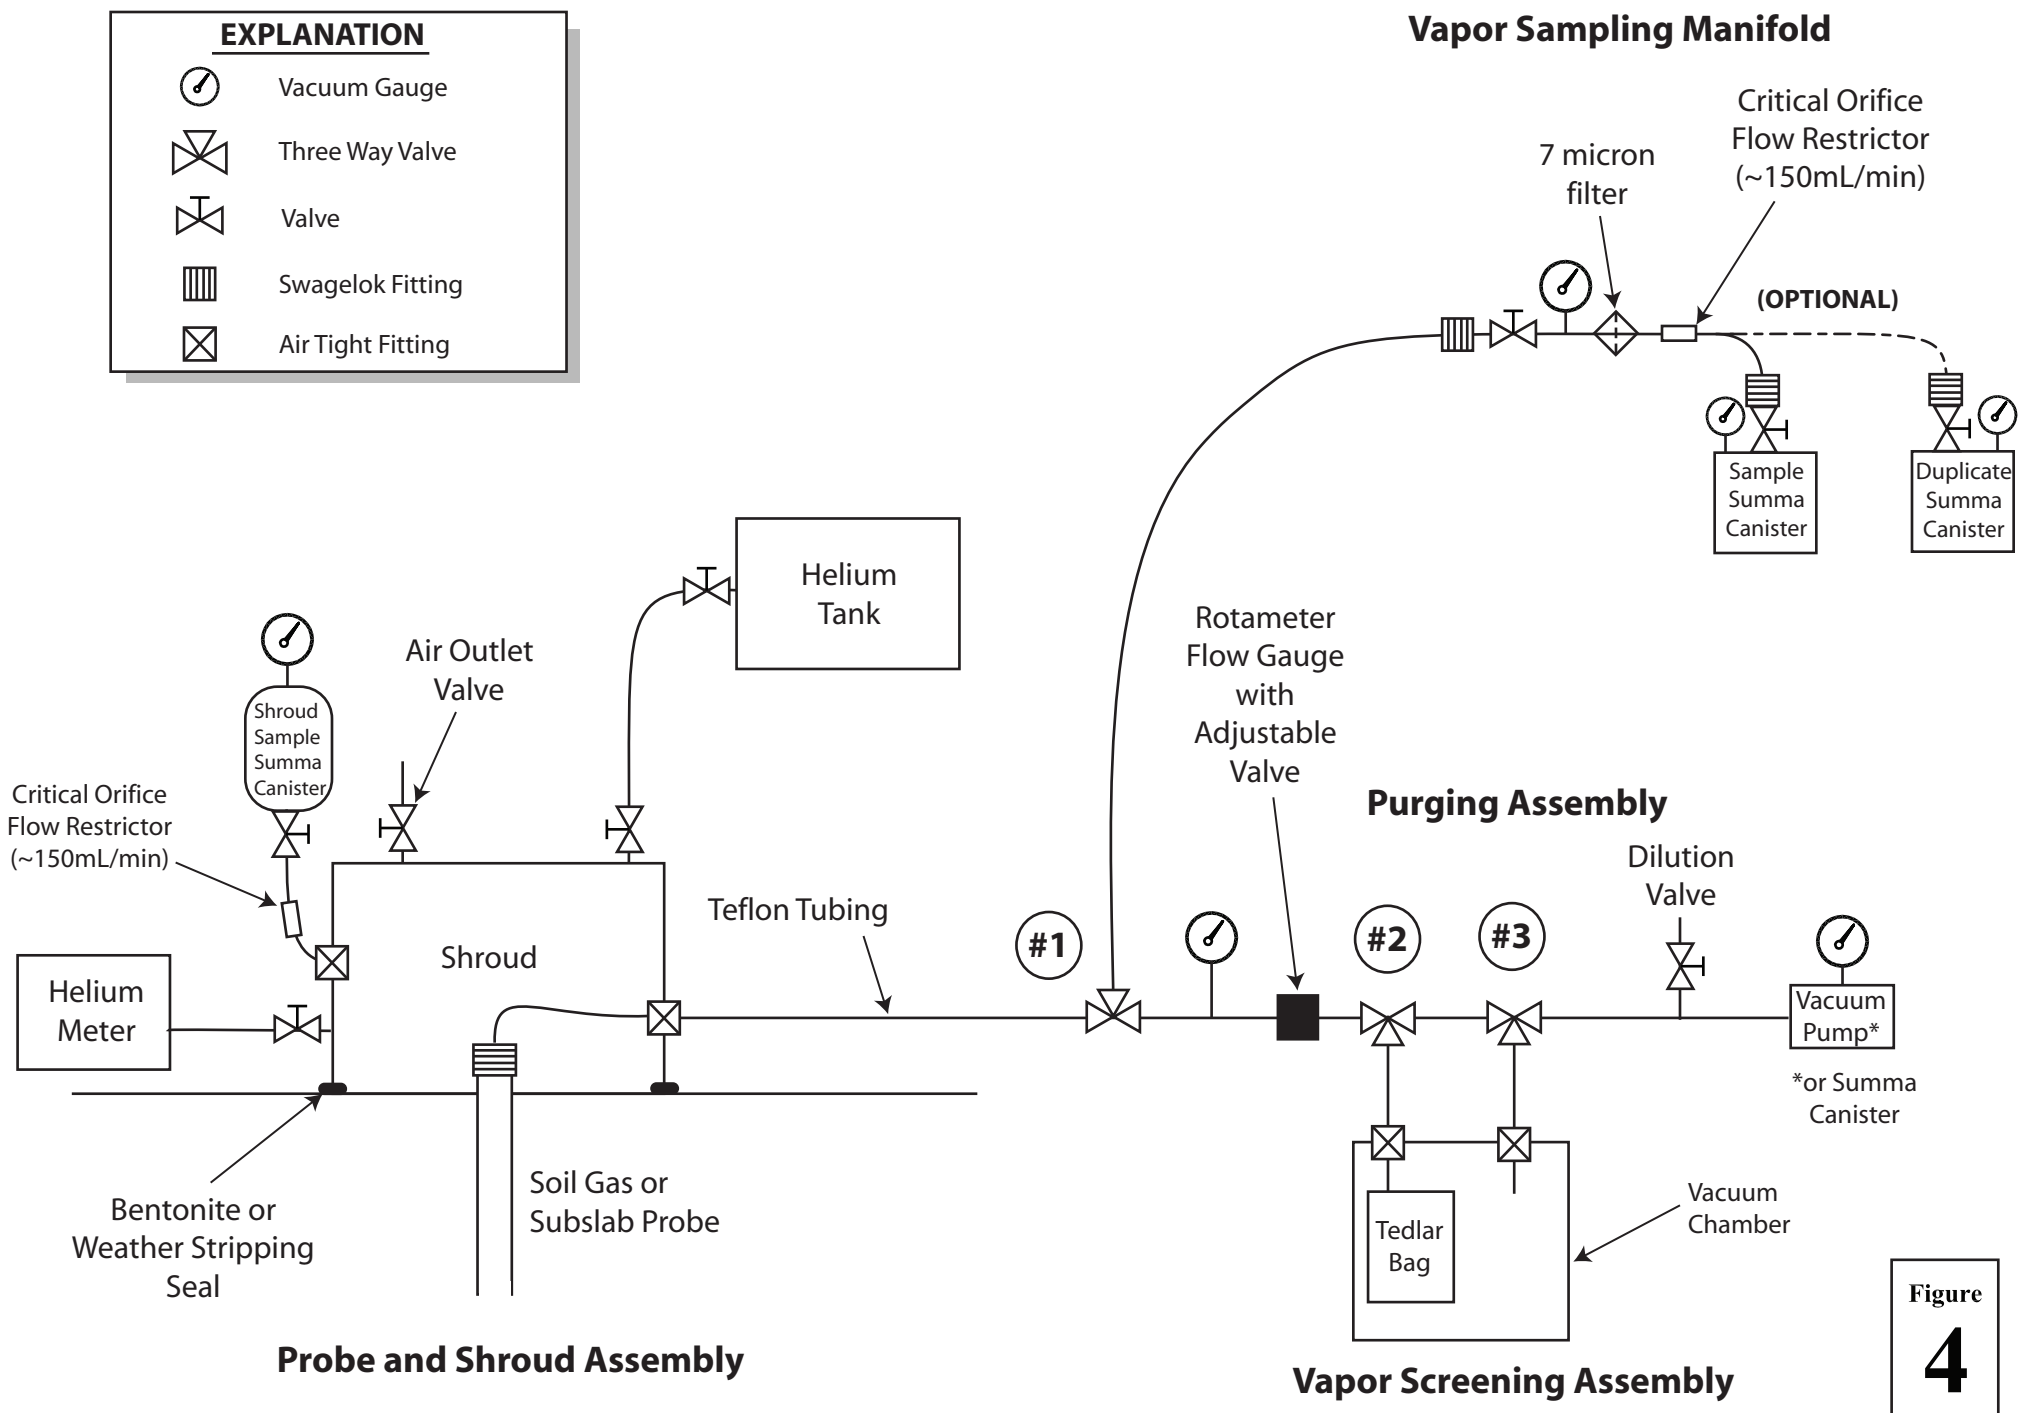 EXPLANATION
Vacuum Gauge
Three Way Valve
Valve
Swagelok Fitting
Air Tight Fitting
Vapor Sampling Manifold
Critical Orifice
Flow Restrictor
(~150mL/min)
7 micron
filter
(OPTIONAL)
Sample
Summa
Canister
Duplicate
Summa
Canister
Helium
Tank
Air Outlet
Valve
Shroud
Sample
Summa
Canister
Critical Orifice
Flow Restrictor
(~150mL/min)
Helium
Meter
Shroud
Teflon Tubing
Rotameter
Flow Gauge
with
Adjustable
Valve
Purging Assembly
Dilution
Valve
#1
#2
#3
Vacuum
Pump*
*or Summa
Canister
Bentonite or
Weather Stripping
Seal
Soil Gas or
Subslab Probe
Tedlar
Bag
Vacuum
Chamber
Probe and Shroud Assembly
Vapor Screening Assembly
Figure
4